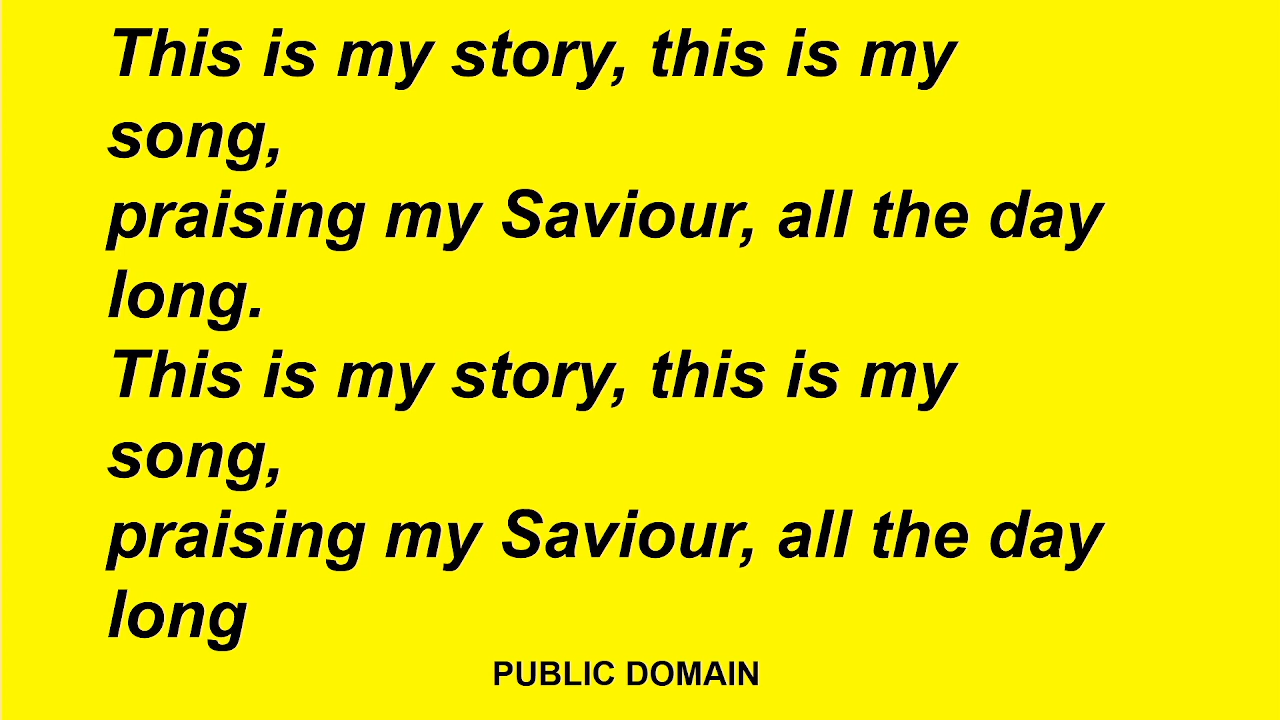 This is my story, this is my
song,
praising my Saviour, all the day
long.
This is my story, this is my
song,
praising my Saviour, all the day
long
PUBLIC DOMAIN